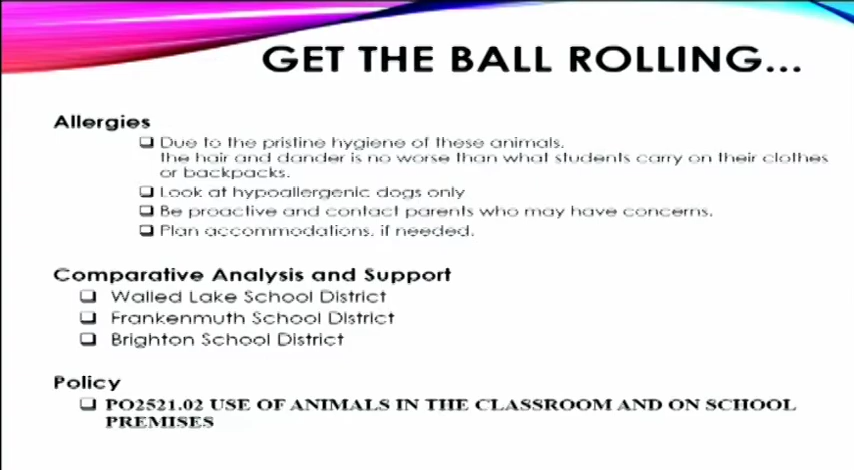 GET THE BALL ROLLING...
Allergies
Due to the pristine hygiene of these animals,
the hair and dander is no worse than what students carry on their clothes
or backpacks.
Look at hypoallergenic dogs only
Be proactive and contact parents who may have concerns.
Plan accommodations, if needed.
Comparative Analysis and Support
Walled Lake School District
Frankenmuth School District
Brighton School District
Policy
PO2521.02 USE OF ANIMALS IN THE CLASSROOM AND ON SCHOOL
PREMISES